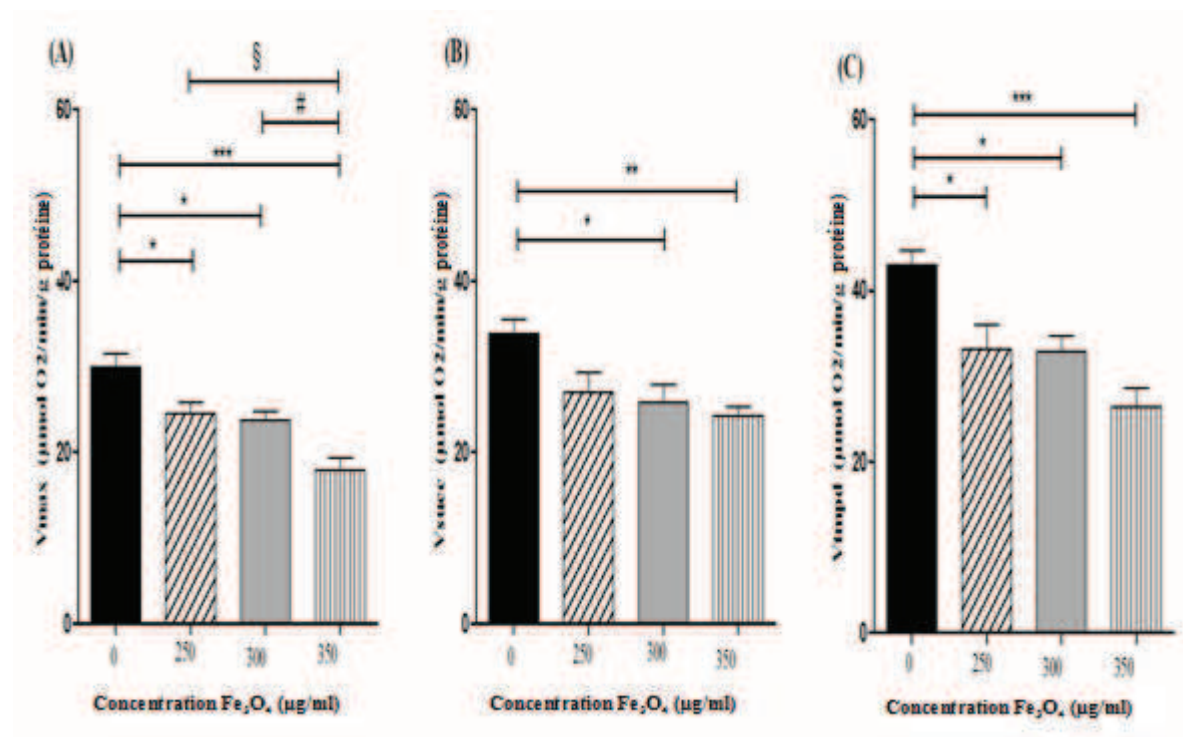 (A)
§
‡
***
*
*
60
40
20
0
Vmax (µmol O2/min/g protéine)
0 250 300 350
Concentration Fe₃O₄ (µg/ml)
(B)
**
*
60
40
20
0
Vsucc (µmol O2/min/g protéine)
0 250 300 350
Concentration Fe₃O₄ (µg/ml)
(C)
***
*
*
60
40
20
0
Vtmpd (µmol O2/min/g protéine)
0 250 300 350
Concentration Fe₃O₄ (µg/ml)